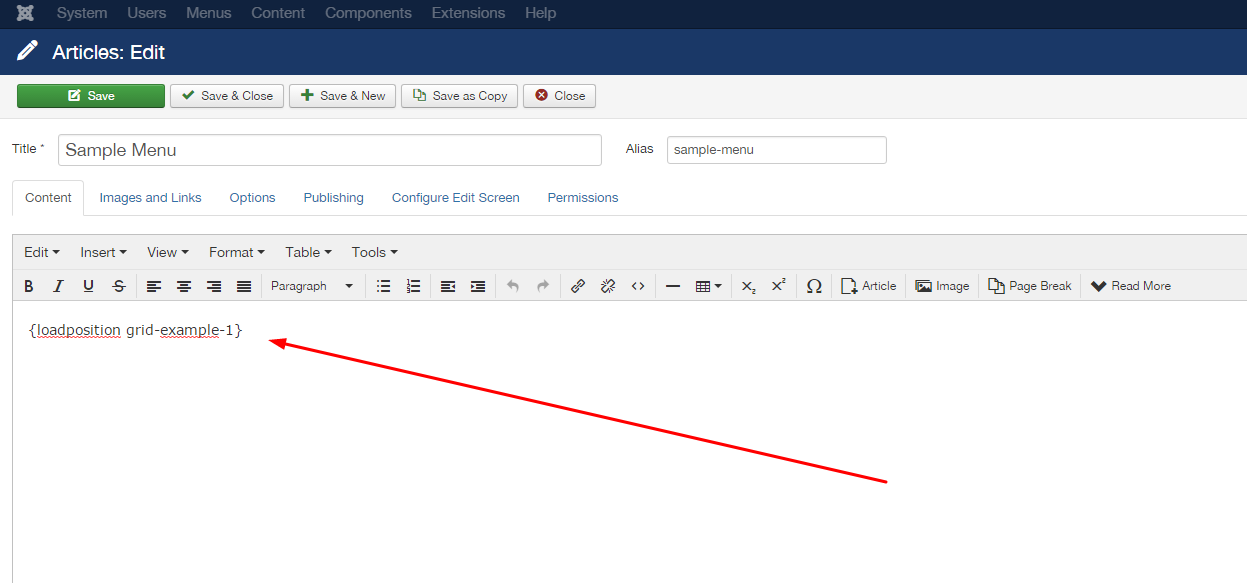 System Users Menus Content Components Extensions Help
Articles: Edit
Save Save & Close Save & New Save as Copy Close
Title * Sample Menu Alias sample-menu
Content Images and Links Options Publishing Configure Edit Screen Permissions
Edit Insert View Format Table Tools
B I U S Paragraph X₂ X² Ω Article Image Page Break Read More
{loadposition grid-example-1}